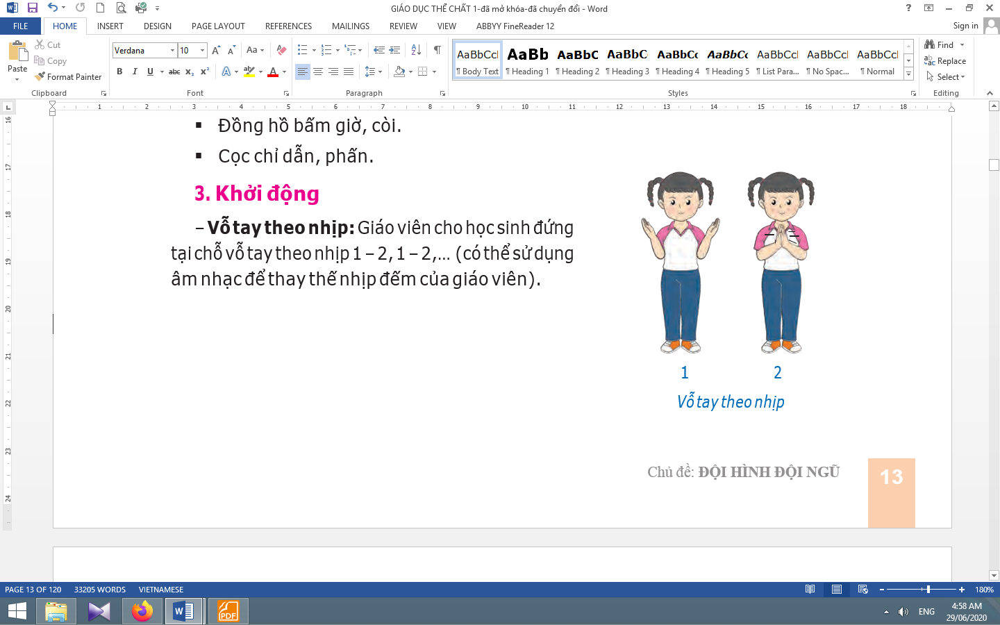 GIÁO DỤC THỂ CHẤT 1-đã mở khóa-đã chuyển đổi - Word
FILE HOME INSERT DESIGN PAGE LAYOUT REFERENCES MAILINGS REVIEW VIEW ABBYY FineReader 12 Sign in
Paste
Cut
Copy
Format Painter
Clipboard
Verdana 10
Font
Paragraph
AaBbCcI AaBb AaBbC AaBbC AaBbCc AaBbCc AaBbCcI AaBbCcI AaBbCcI
¶ Body Text ¶ Heading 1 ¶ Heading 2 ¶ Heading 3 ¶ Heading 4 ¶ Heading 5 ¶ List Para... ¶ No Spac... ¶ Normal
Styles
Find
Replace
Select
Editing
1 2 3 4 5 6 7 8 9 10 11 12 13 14 15 16 17 18
16
17
18
19
20
21
22
23
24
▪ Đồng hồ bấm giờ, còi.
▪ Cọc chỉ dẫn, phấn.
3. Khởi động
– Vỗ tay theo nhịp: Giáo viên cho học sinh đứng
tại chỗ vỗ tay theo nhịp 1 – 2, 1 – 2,... (có thể sử dụng
âm nhạc để thay thế nhịp đếm của giáo viên).
1 2
Vỗ tay theo nhịp
Chủ đề: ĐỘI HÌNH ĐỘI NGŨ 13
PAGE 13 OF 120 33205 WORDS VIETNAMESE 180%
PDF
ENG
4:58 AM
29/06/2020